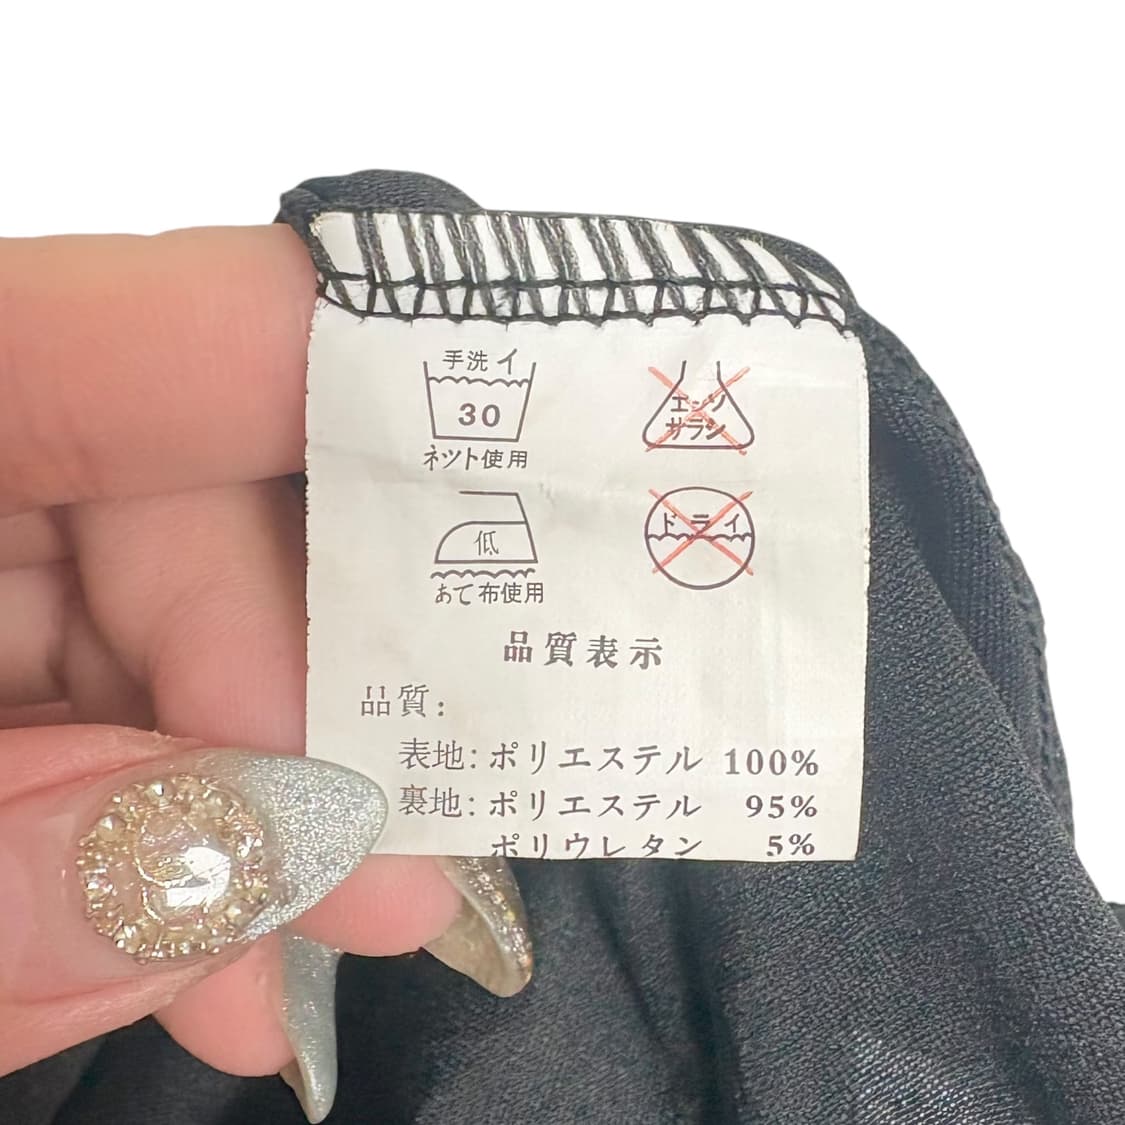 手洗イ
30
ネット使用
エンソ
サラシ
低
あて布使用
ドライ
品質表示
品質:
表地:ポリエステル 100%
裏地:ポリエステル 95%
ポリウレタン 5%